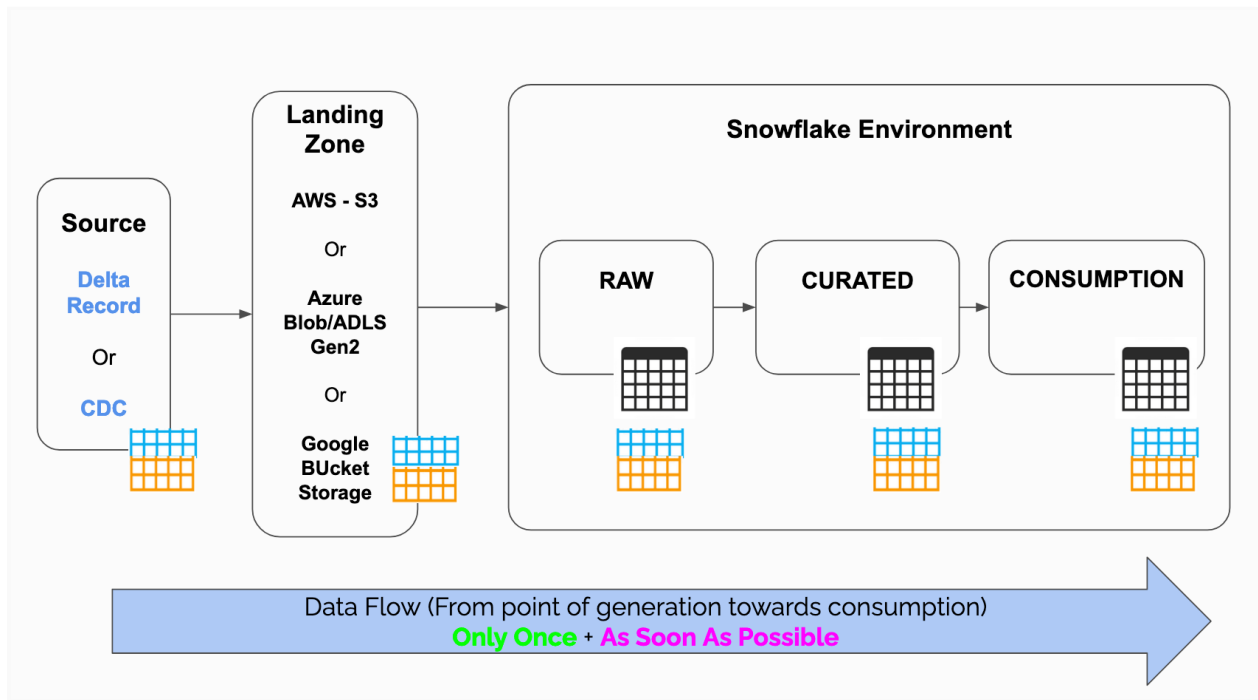 Source
Delta
Record
Or
CDC
Landing
Zone
AWS - S3
Or
Azure
Blob/ADLS
Gen2
Or
Google
BUcket
Storage
Snowflake Environment
RAW
CURATED
CONSUMPTION
Data Flow (From point of generation towards consumption)
Only Once + As Soon As Possible